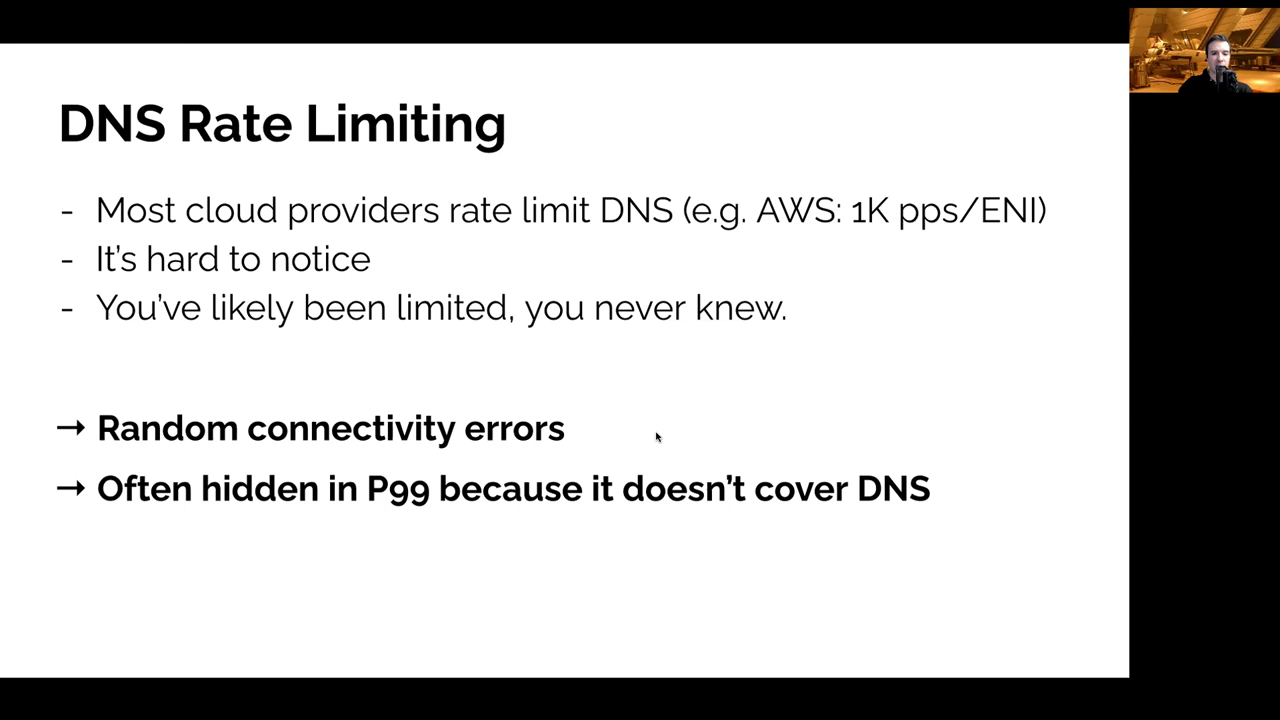 DNS Rate Limiting
- Most cloud providers rate limit DNS (e.g. AWS: 1K pps/ENI)
- It's hard to notice
- You've likely been limited, you never knew.
→ Random connectivity errors
→ Often hidden in P99 because it doesn't cover DNS